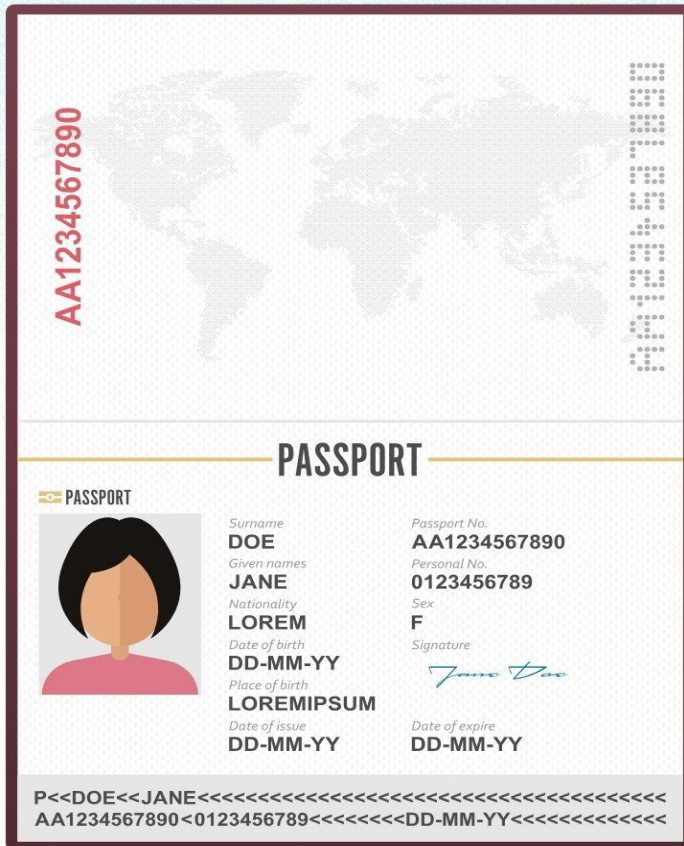 AA1234567890
PASSPORT
PASSPORT
Surname
DOE
Given names
JANE
Nationality
LOREM
Date of birth
DD-MM-YY
Place of birth
LOREMIPSUM
Date of issue
DD-MM-YY
Passport No.
AA1234567890
Personal No.
0123456789
Sex
F
Signature
Jane Doe
Date of expire
DD-MM-YY
P<<DOE<<JANE<<<<<<<<<<<<<<<<<<<<<<<<<<<<<<<<<<<<<<<
AA1234567890<0123456789<<<<<<<<DD-MM-YY<<<<<<<<<<<<<